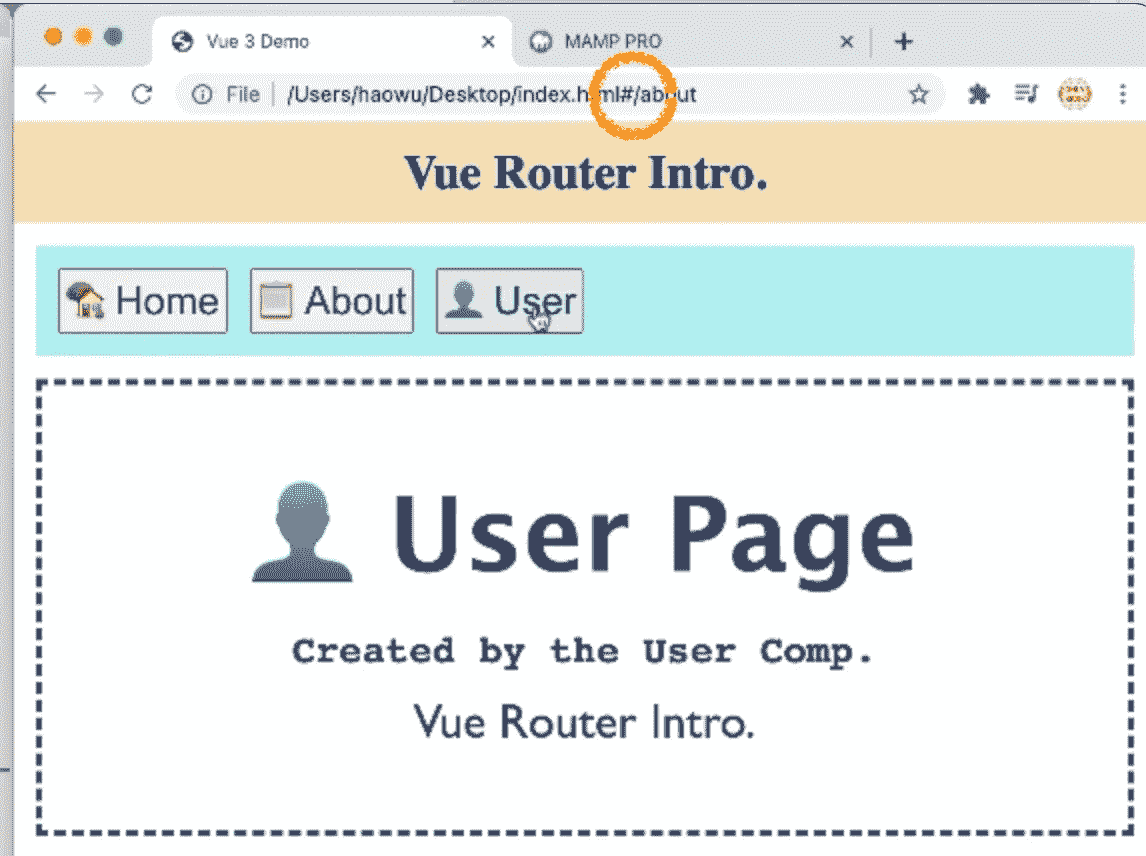 Vue 3 Demo
MAMP PRO
File
/Users/haowu/Desktop/index.html#/about
Vue Router Intro.
Home
About
User
User Page
Created by the User Comp.
Vue Router Intro.